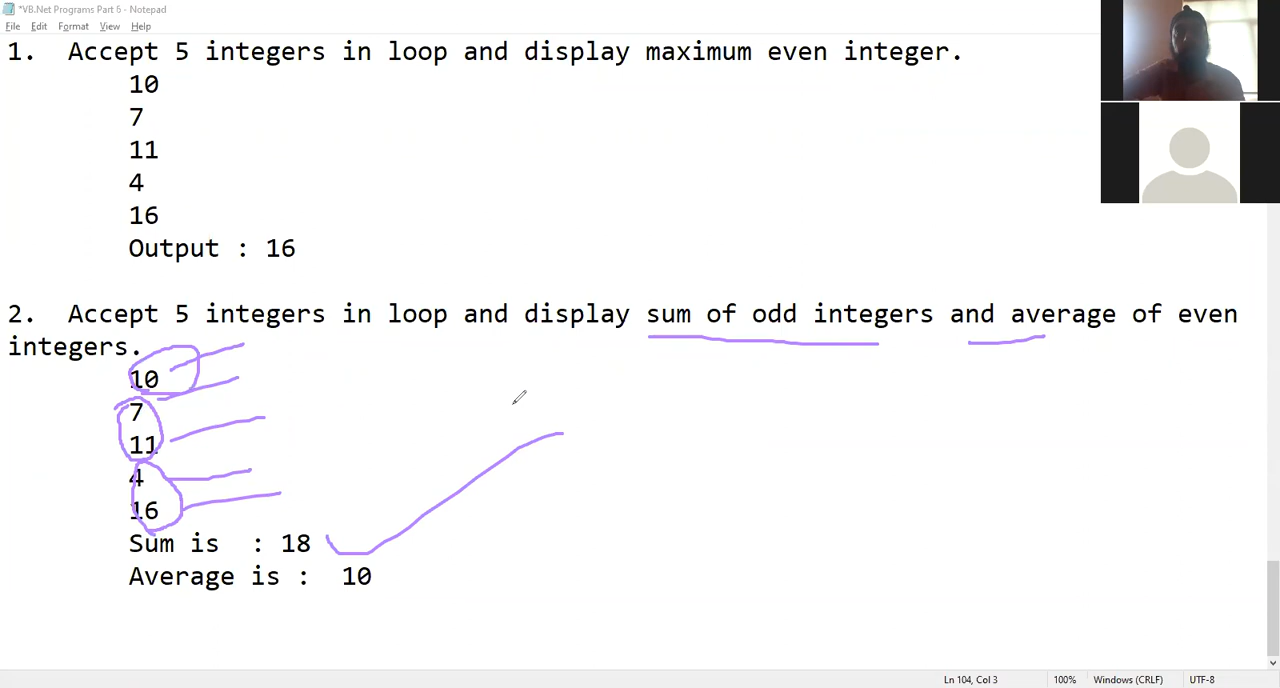 *VB.Net Programs Part 6 - Notepad
File Edit Format View Help
1. Accept 5 integers in loop and display maximum even integer.
10
7
11
4
16
Output : 16
2. Accept 5 integers in loop and display sum of odd integers and average of even
integers.
10
7
11
4
16
Sum is : 18
Average is : 10
Ln 104, Col 3 100% Windows (CRLF) UTF-8